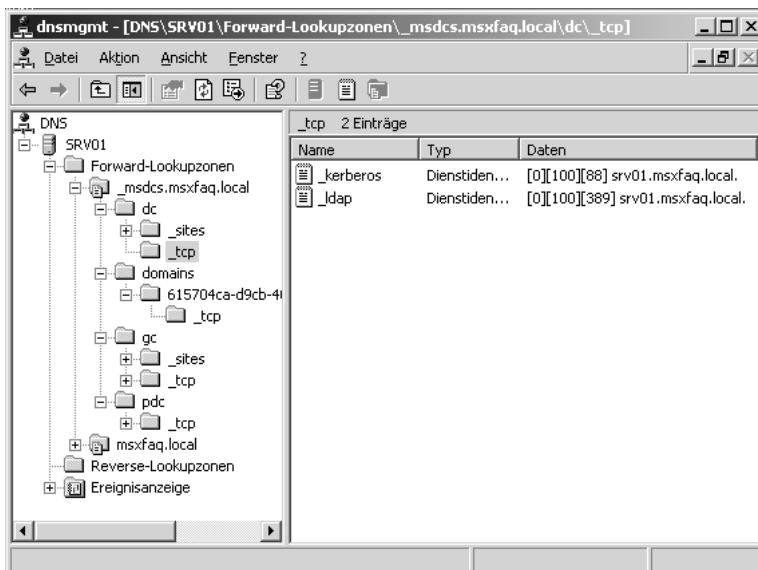 dnsmgmt - [DNS\SRV01\Forward-Lookupzonen\_msdcs.msxfaq.local\dc\_tcp]
Datei Aktion Ansicht Fenster ?
DNS
SRV01
Forward-Lookupzonen
_msdcs.msxfaq.local
dc
_sites
_tcp
domains
615704ca-d9cb-4
_tcp
gc
_sites
_tcp
pdc
_tcp
msxfaq.local
Reverse-Lookupzonen
Ereignisanzeige
_tcp 2 Einträge
Name Typ Daten
_kerberos Dienstiden... [0][100][88] srv01.msxfaq.local.
_ldap Dienstiden... [0][100][389] srv01.msxfaq.local.